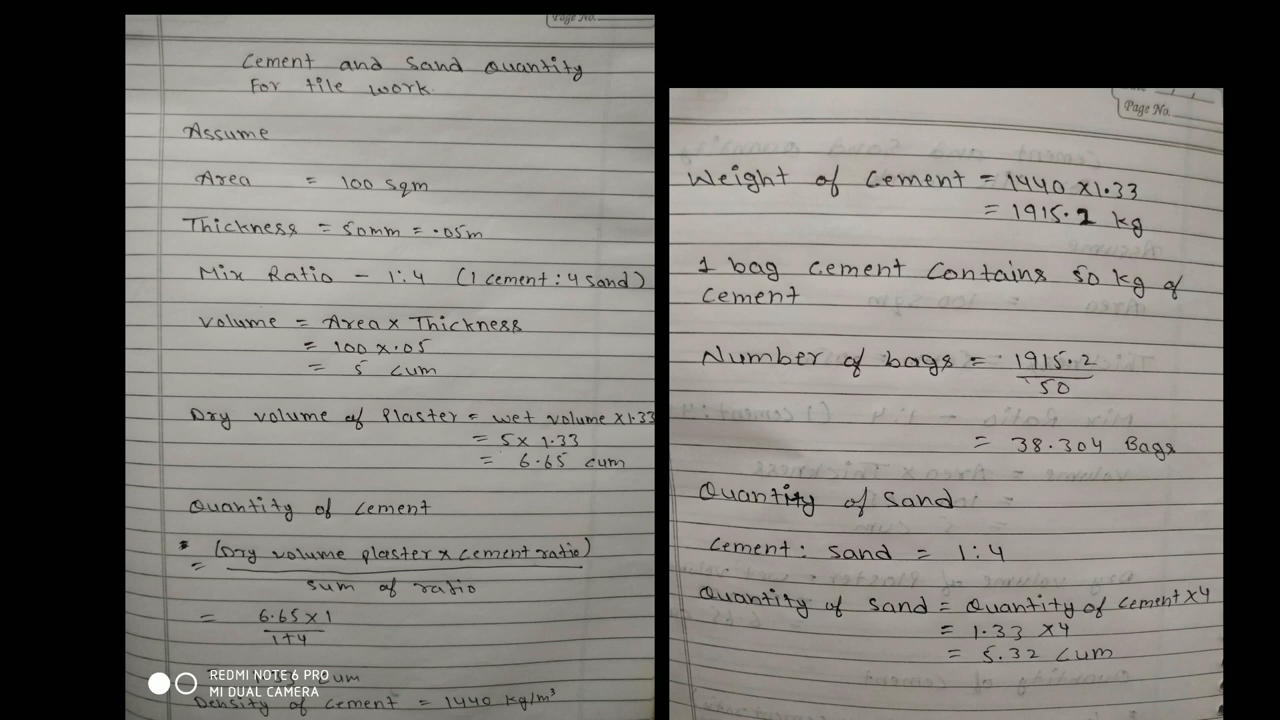 Page No.
Cement and Sand Quantity
For tile work.
Assume
Area = 100 sqm
Thickness = 50mm = .05m
Mix Ratio - 1:4 (1 cement : 4 sand)
Volume = Area x Thickness
= 100 x .05
= 5 cum
Dry volume of Plaster = wet volume x1.33
= 5 x 1.33
= 6.65 cum
Quantity of cement
= (Dry volume plaster x cement ratio)
sum of ratio
= 6.65 x 1
1+4
cum
Density of cement = 1440 kg/m³
REDMI NOTE 6 PRO
MI DUAL CAMERA
Page No.
Weight of cement = 1440 x1.33
= 1915.2 kg
1 bag cement contains 50 kg of
cement
Number of bags = 1915.2
50
= 38.304 Bags
Quantity of sand
Cement : sand = 1:4
Quantity of sand = Quantity of cement x4
= 1.33 x4
= 5.32 cum